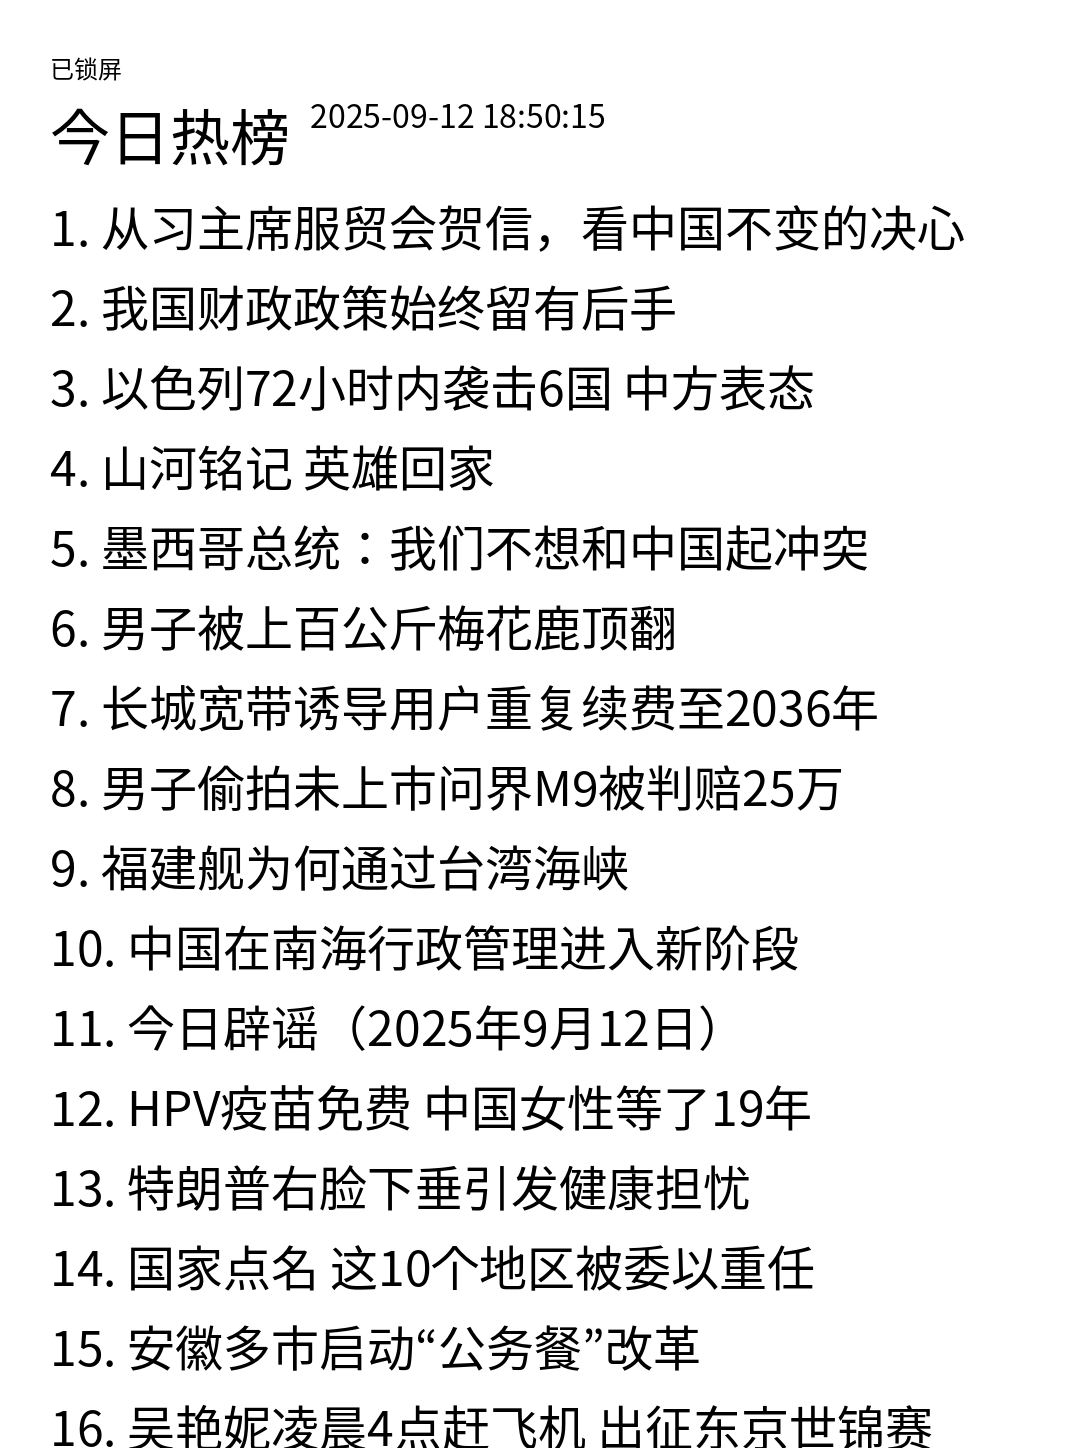 已锁屏
今日热榜 2025-09-12 18:50:15
1. 从习主席服贸会贺信，看中国不变的决心
2. 我国财政政策始终留有后手
3. 以色列72小时内袭击6国 中方表态
4. 山河铭记 英雄回家
5. 墨西哥总统：我们不想和中国起冲突
6. 男子被上百公斤梅花鹿顶翻
7. 长城宽带诱导用户重复续费至2036年
8. 男子偷拍未上市问界M9被判赔25万
9. 福建舰为何通过台湾海峡
10. 中国在南海行政管理进入新阶段
11. 今日辟谣（2025年9月12日）
12. HPV疫苗免费 中国女性等了19年
13. 特朗普右脸下垂引发健康担忧
14. 国家点名 这10个地区被委以重任
15. 安徽多市启动“公务餐”改革
16. 吴艳妮凌晨4点赶飞机 出征东京世锦赛